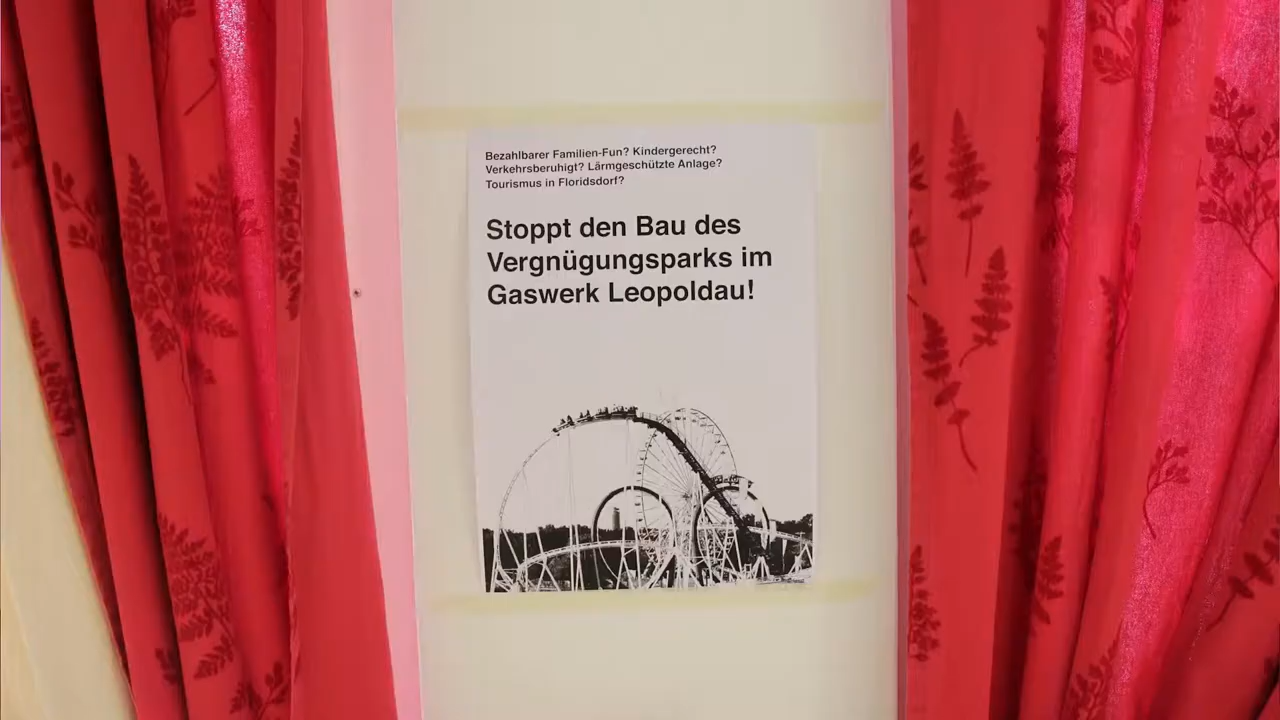 Bezahlbarer Familien-Fun? Kindergerecht?
Verkehrsberuhigt? Lärmgeschützte Anlage?
Tourismus in Floridsdorf?
Stoppt den Bau des
Vergnügungsparks im
Gaswerk Leopoldau!